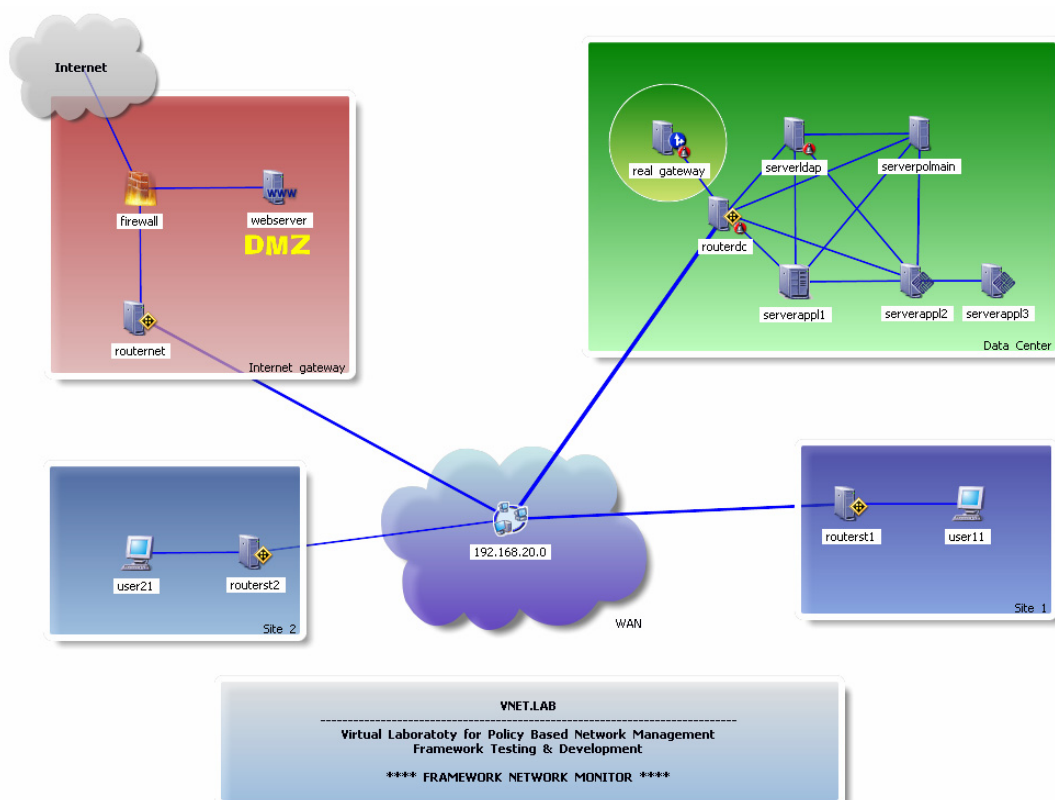 Internet
firewall
webserver
WWW
DMZ
routernet
Internet gateway
real gateway
serverldap
serverpolmain
routerdc
serverappl1
serverappl2
serverappl3
Data Center
192.168.20.0
WAN
user21
routerst2
Site 2
routerst1
user11
Site 1
VNET.LAB
--------------------------------------------------------------------------
Virtual Laboratoty for Policy Based Network Management
Framework Testing & Development
**** FRAMEWORK NETWORK MONITOR ****